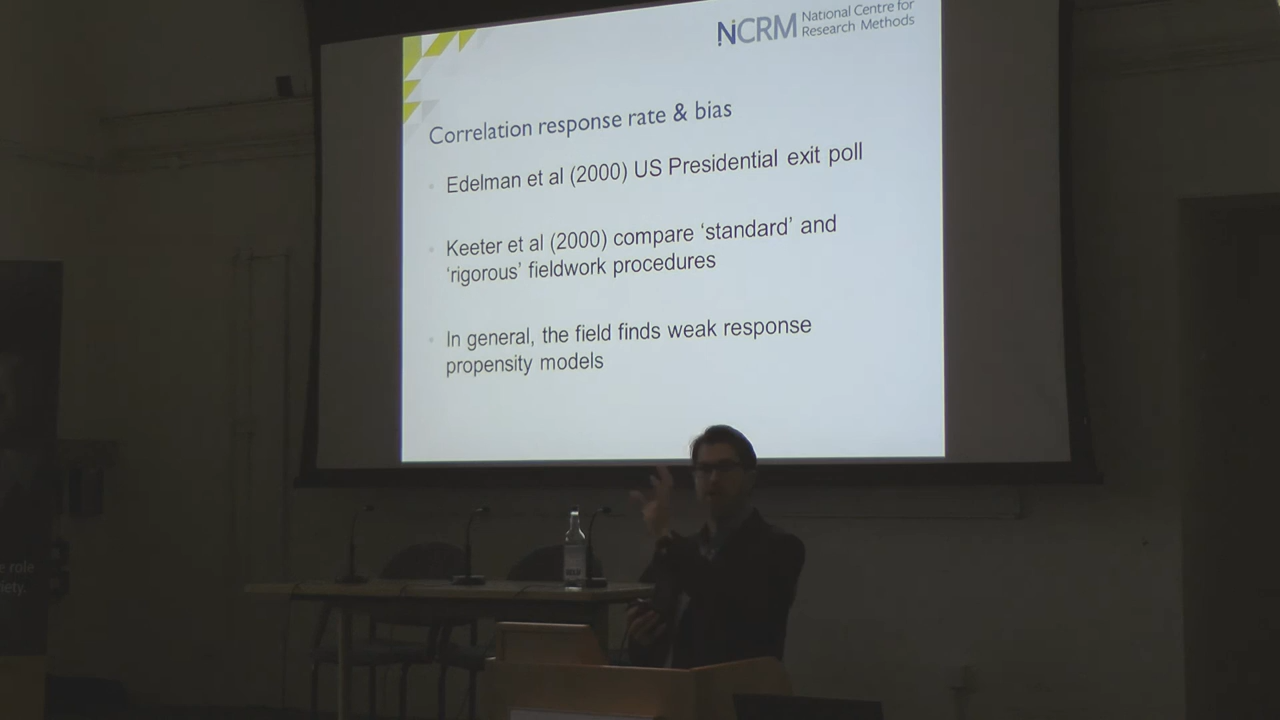 NCRM National Centre for
Research Methods
Correlation response rate & bias
Edelman et al (2000) US Presidential exit poll
Keeter et al (2000) compare ‘standard’ and
‘rigorous’ fieldwork procedures
In general, the field finds weak response
propensity models
role